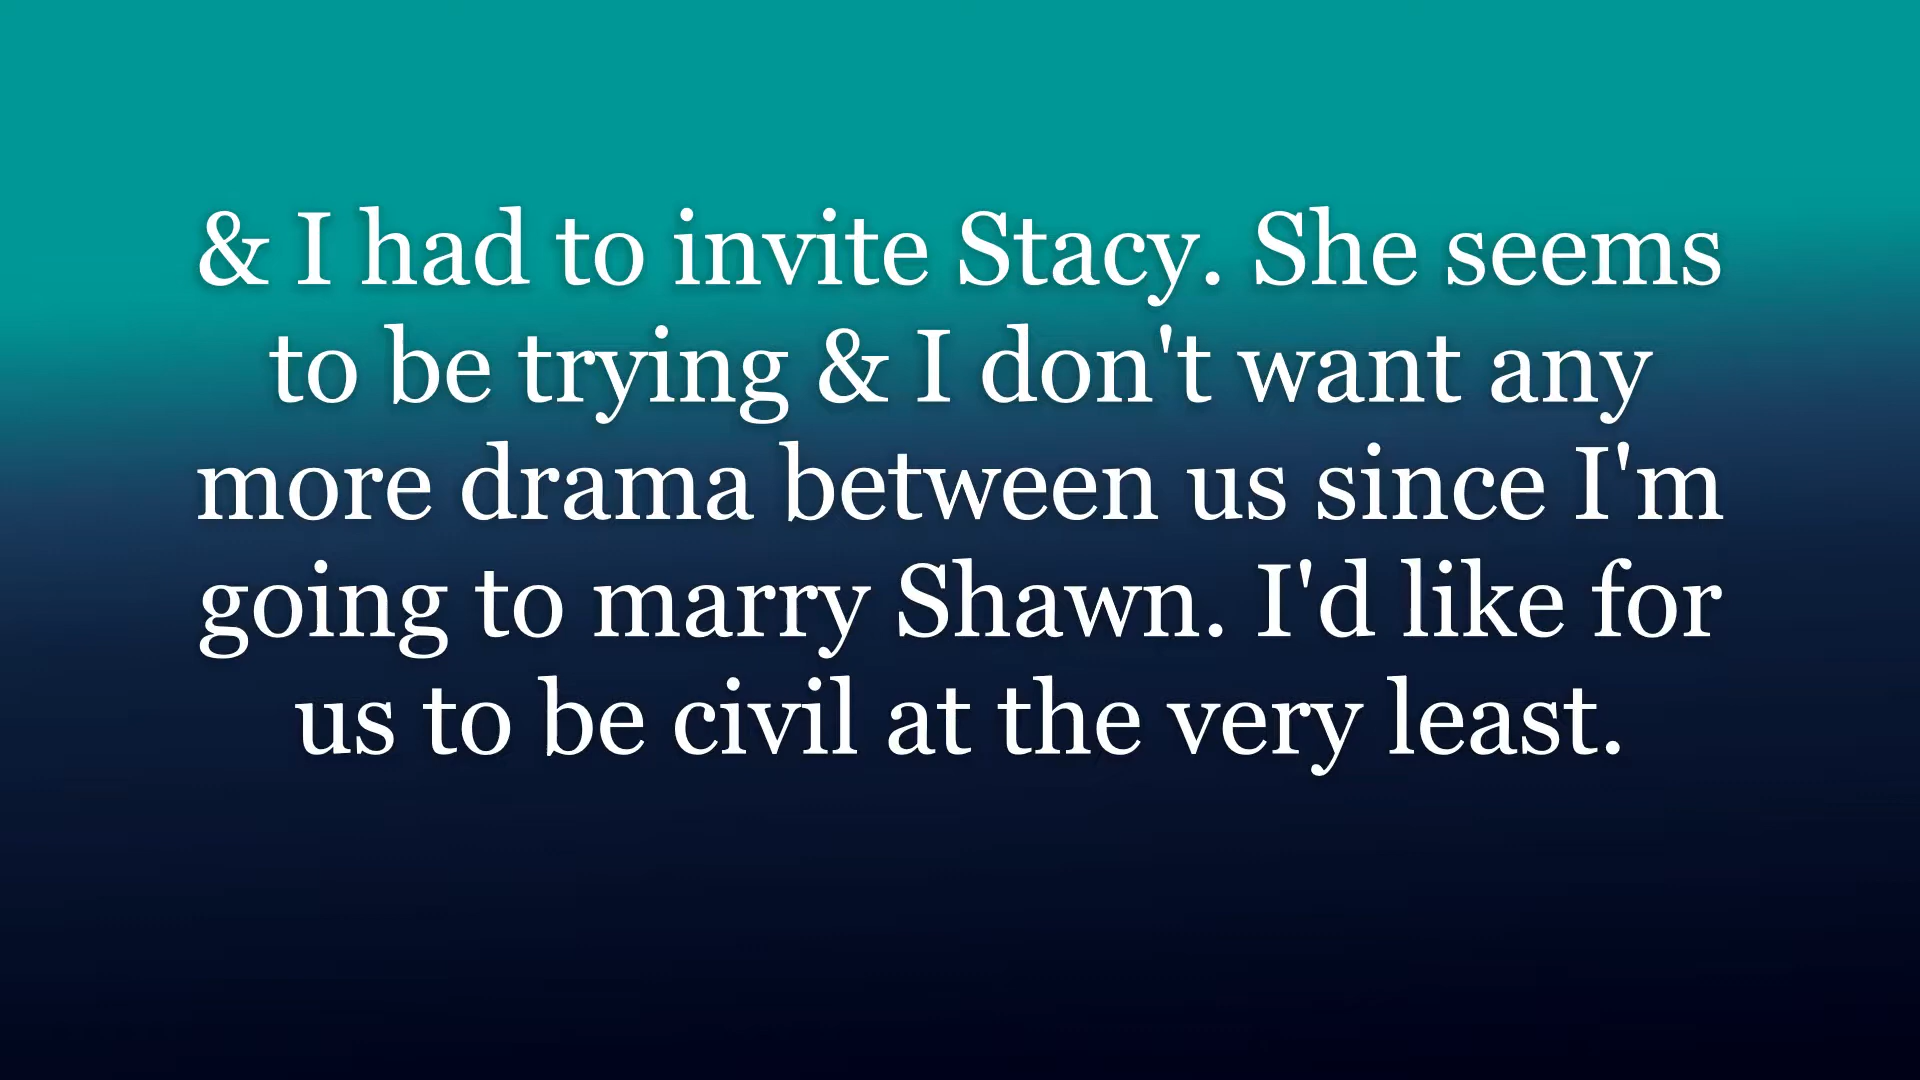 & I had to invite Stacy. She seems
to be trying & I don't want any
more drama between us since I'm
going to marry Shawn. I'd like for
us to be civil at the very least.